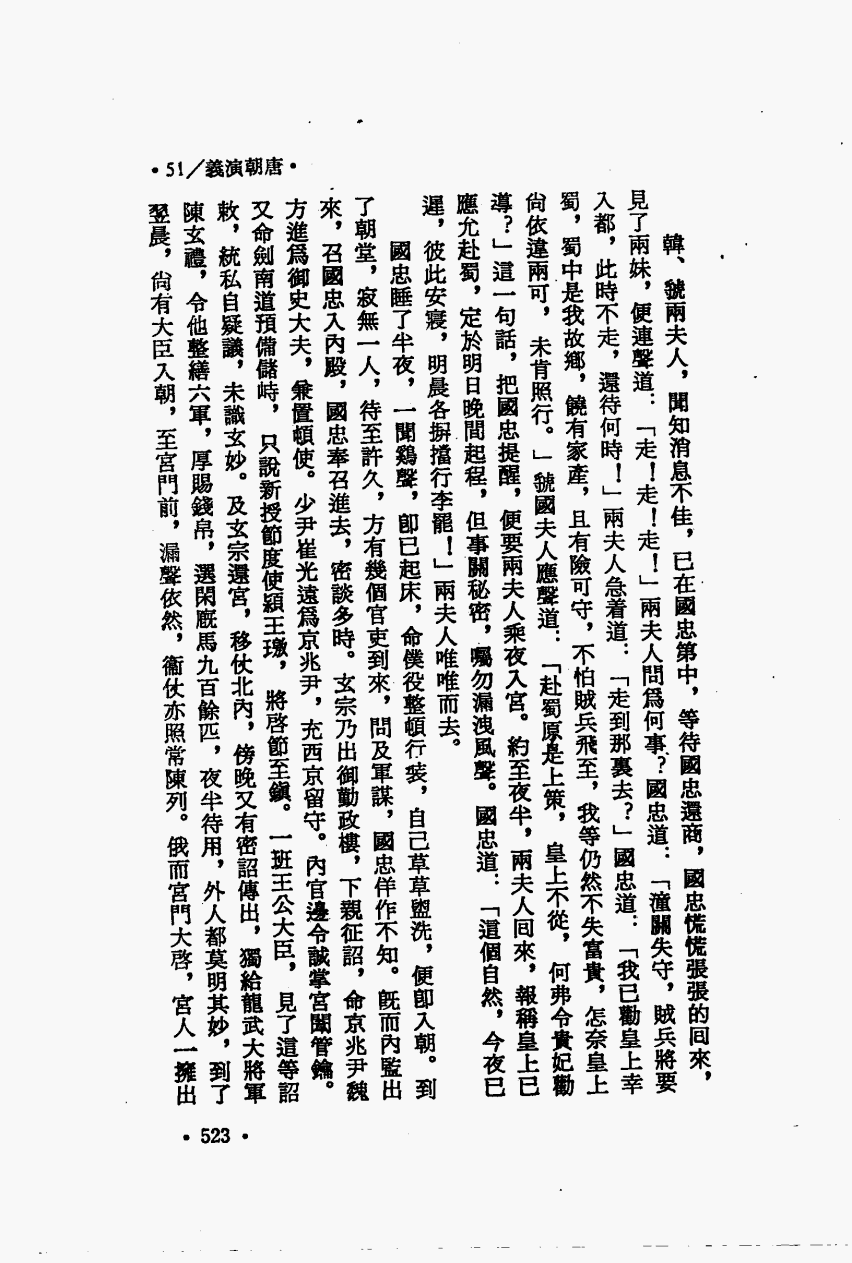 •唐朝演義／51•
韓、虢兩夫人，聞知消息不佳，已在國忠第中，等待國忠還商，國忠慌慌張張的回來，
見了兩妹，便連聲道：「走！走！走！」兩夫人問爲何事？國忠道：「潼關失守，賊兵將要
入都，此時不走，還待何時！」兩夫人急着道：「走到那裏去？」國忠道：「我已勸皇上幸
蜀，蜀中是我故鄉，饒有家產，且有險可守，不怕賊兵飛至，我等仍然不失富貴，怎奈皇上
尙依違兩可，未肯照行。」虢國夫人應聲道：「赴蜀原是上策，皇上不從，何弗令貴妃勸
導？」這一句話，把國忠提醒，便要兩夫人乘夜入宮。約至夜半，兩夫人回來，報稱皇上已
應允赴蜀，定於明日晚間起程，但事關秘密，囑勿漏洩風聲。國忠道：「這個自然，今夜已
遲，彼此安寢，明晨各摒擋行李罷！」兩夫人唯唯而去。
國忠睡了半夜，一聞鷄聲，卽已起床，命僕役整頓行裝，自己草草盥洗，便卽入朝。到
了朝堂，寂無一人，待至許久，方有幾個官吏到來，問及軍謀，國忠佯作不知。旣而內監出
來，召國忠入內殿，國忠奉召進去，密談多時。玄宗乃出御勤政樓，下親征詔，命京兆尹魏
方進爲御史大夫，兼置頓使。少尹崔光遠爲京兆尹，充西京留守。內官邊令誠掌宮闈管鑰。
又命劍南道預備儲峙，只說新授節度使潁王璬，將啓節至鎭。一班王公大臣，見了這等詔
敕，統私自疑議，未識玄妙。及玄宗還宮，移仗北內，傍晚又有密詔傳出，獨給龍武大將軍
陳玄禮，令他整繕六軍，厚賜錢帛，選閑廐馬九百餘匹，夜半待用，外人都莫明其妙，到了
翌晨，尙有大臣入朝，至宮門前，漏聲依然，衞仗亦照常陳列。俄而宮門大啓，宮人一擁出
•523•